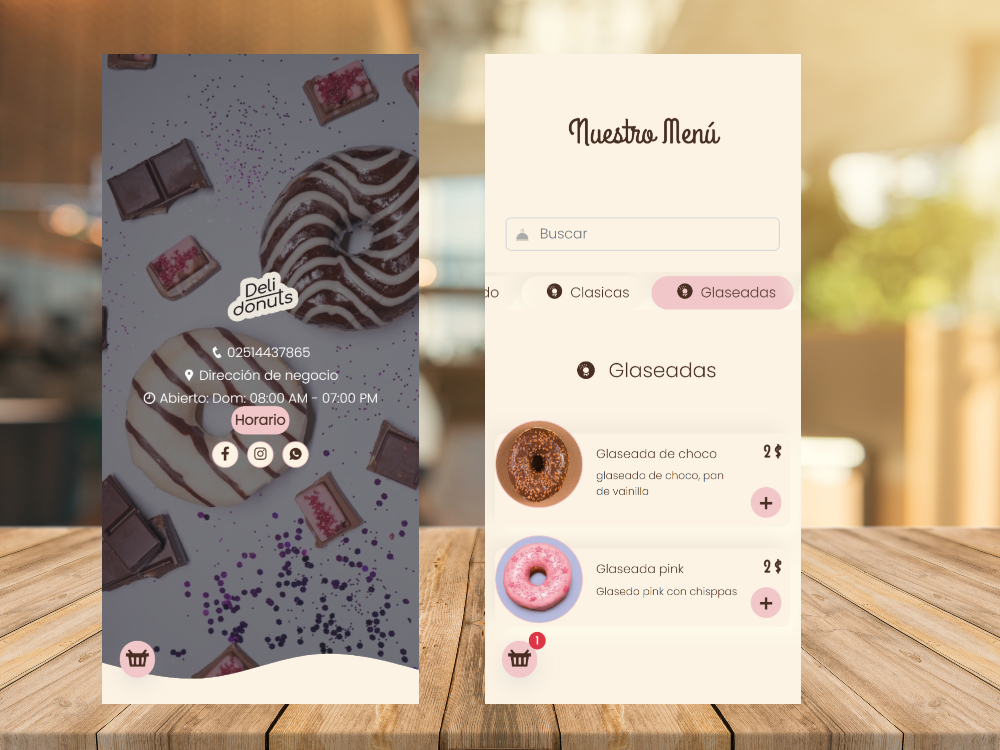 Deli
donuts
02514437865
Dirección de negocio
Abierto: Dom: 08:00 AM - 07:00 PM
Horario
Nuestro Menú
Buscar
do
Clasicas
Glaseadas
Glaseadas
Glaseada de choco
2 $
glaseado de choco, pan
de vainilla
+
Glaseada pink
2 $
Glasedo pink con chisppas
+
1